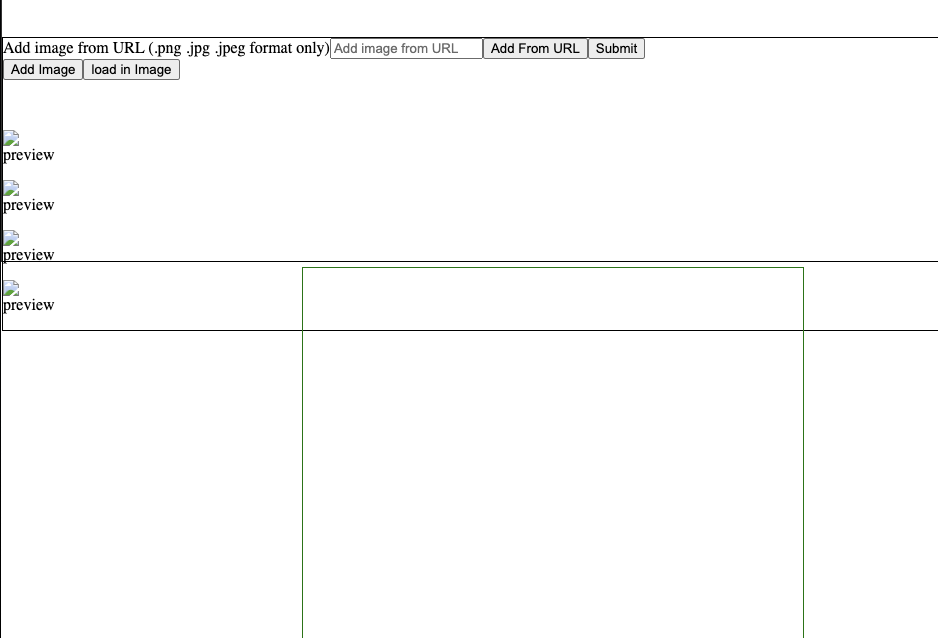 Add image from URL (.png .jpg .jpeg format only) Add image from URL Add From URL Submit
Add Image load in Image
preview
preview
preview
preview